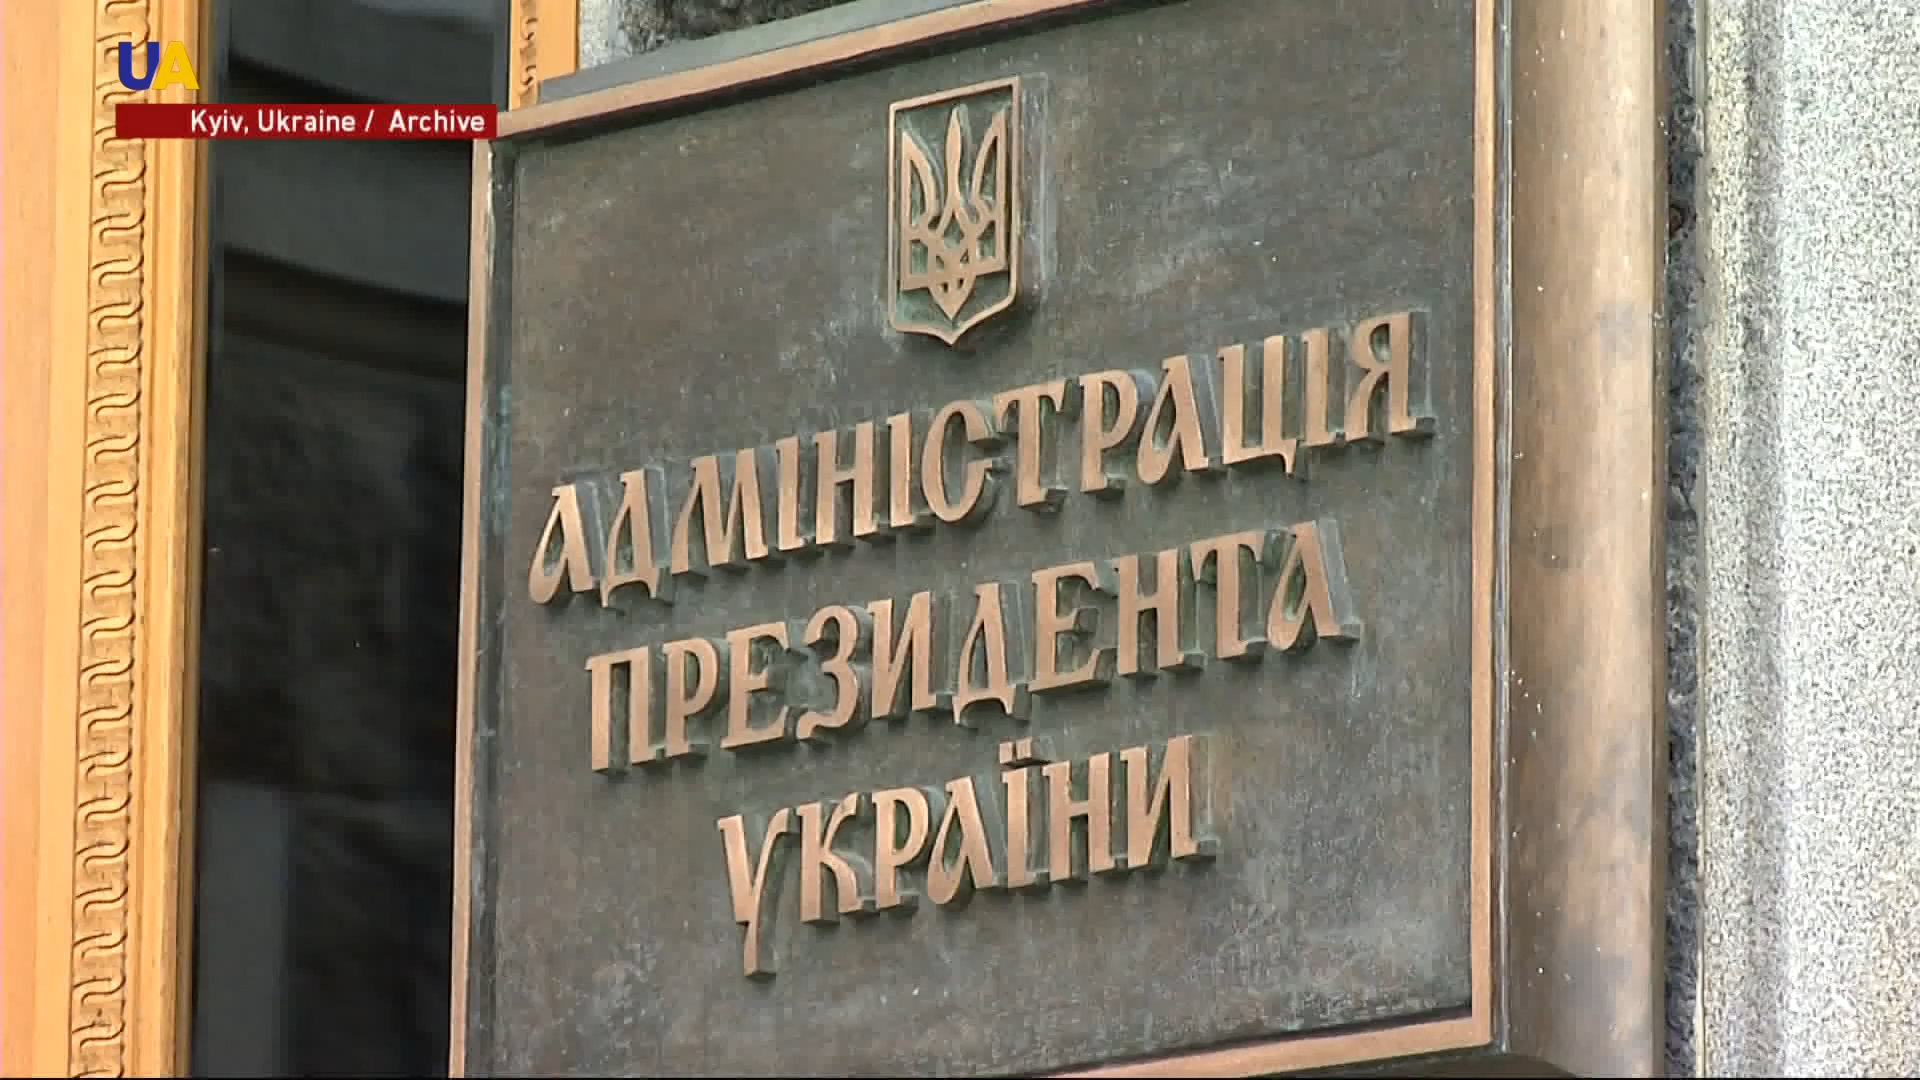 UA
Kyiv, Ukraine / Archive
АДМІНІСТРАЦІЯ
ПРЕЗИДЕНТА
УКРАЇНИ